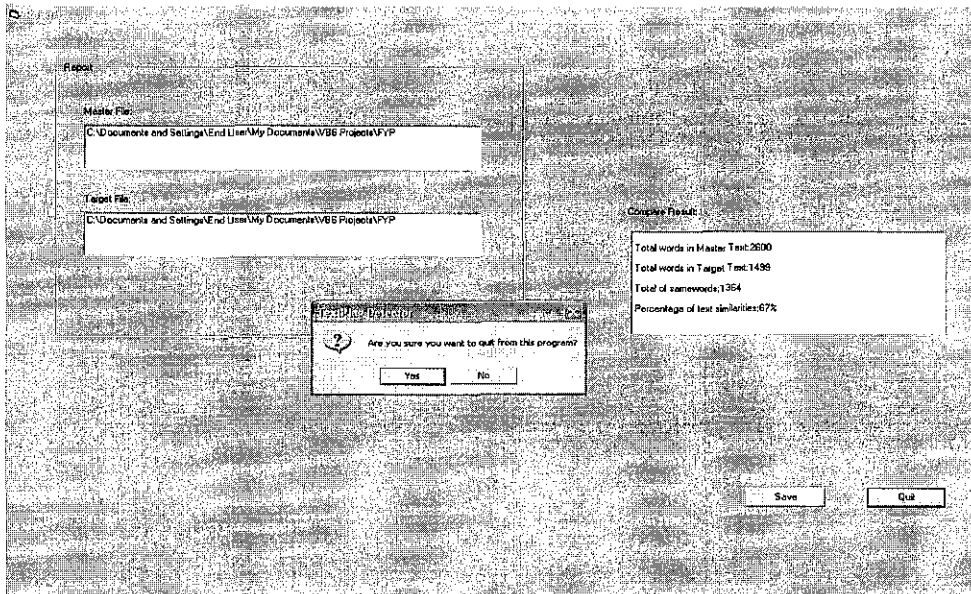 Report
Master File:
C:\Documents and Settings\End User\My Documents\VB6 Projects\FYP
Target File:
C:\Documents and Settings\End User\My Documents\VB6 Projects\FYP
Compare Result:
Total words in Master Text:2600
Total words in Target Text:1499
Total of samewords:1364
Percentage of text similarities:67%
Detector
Are you sure you want to quit from this program?
Yes
No
Save
Quit